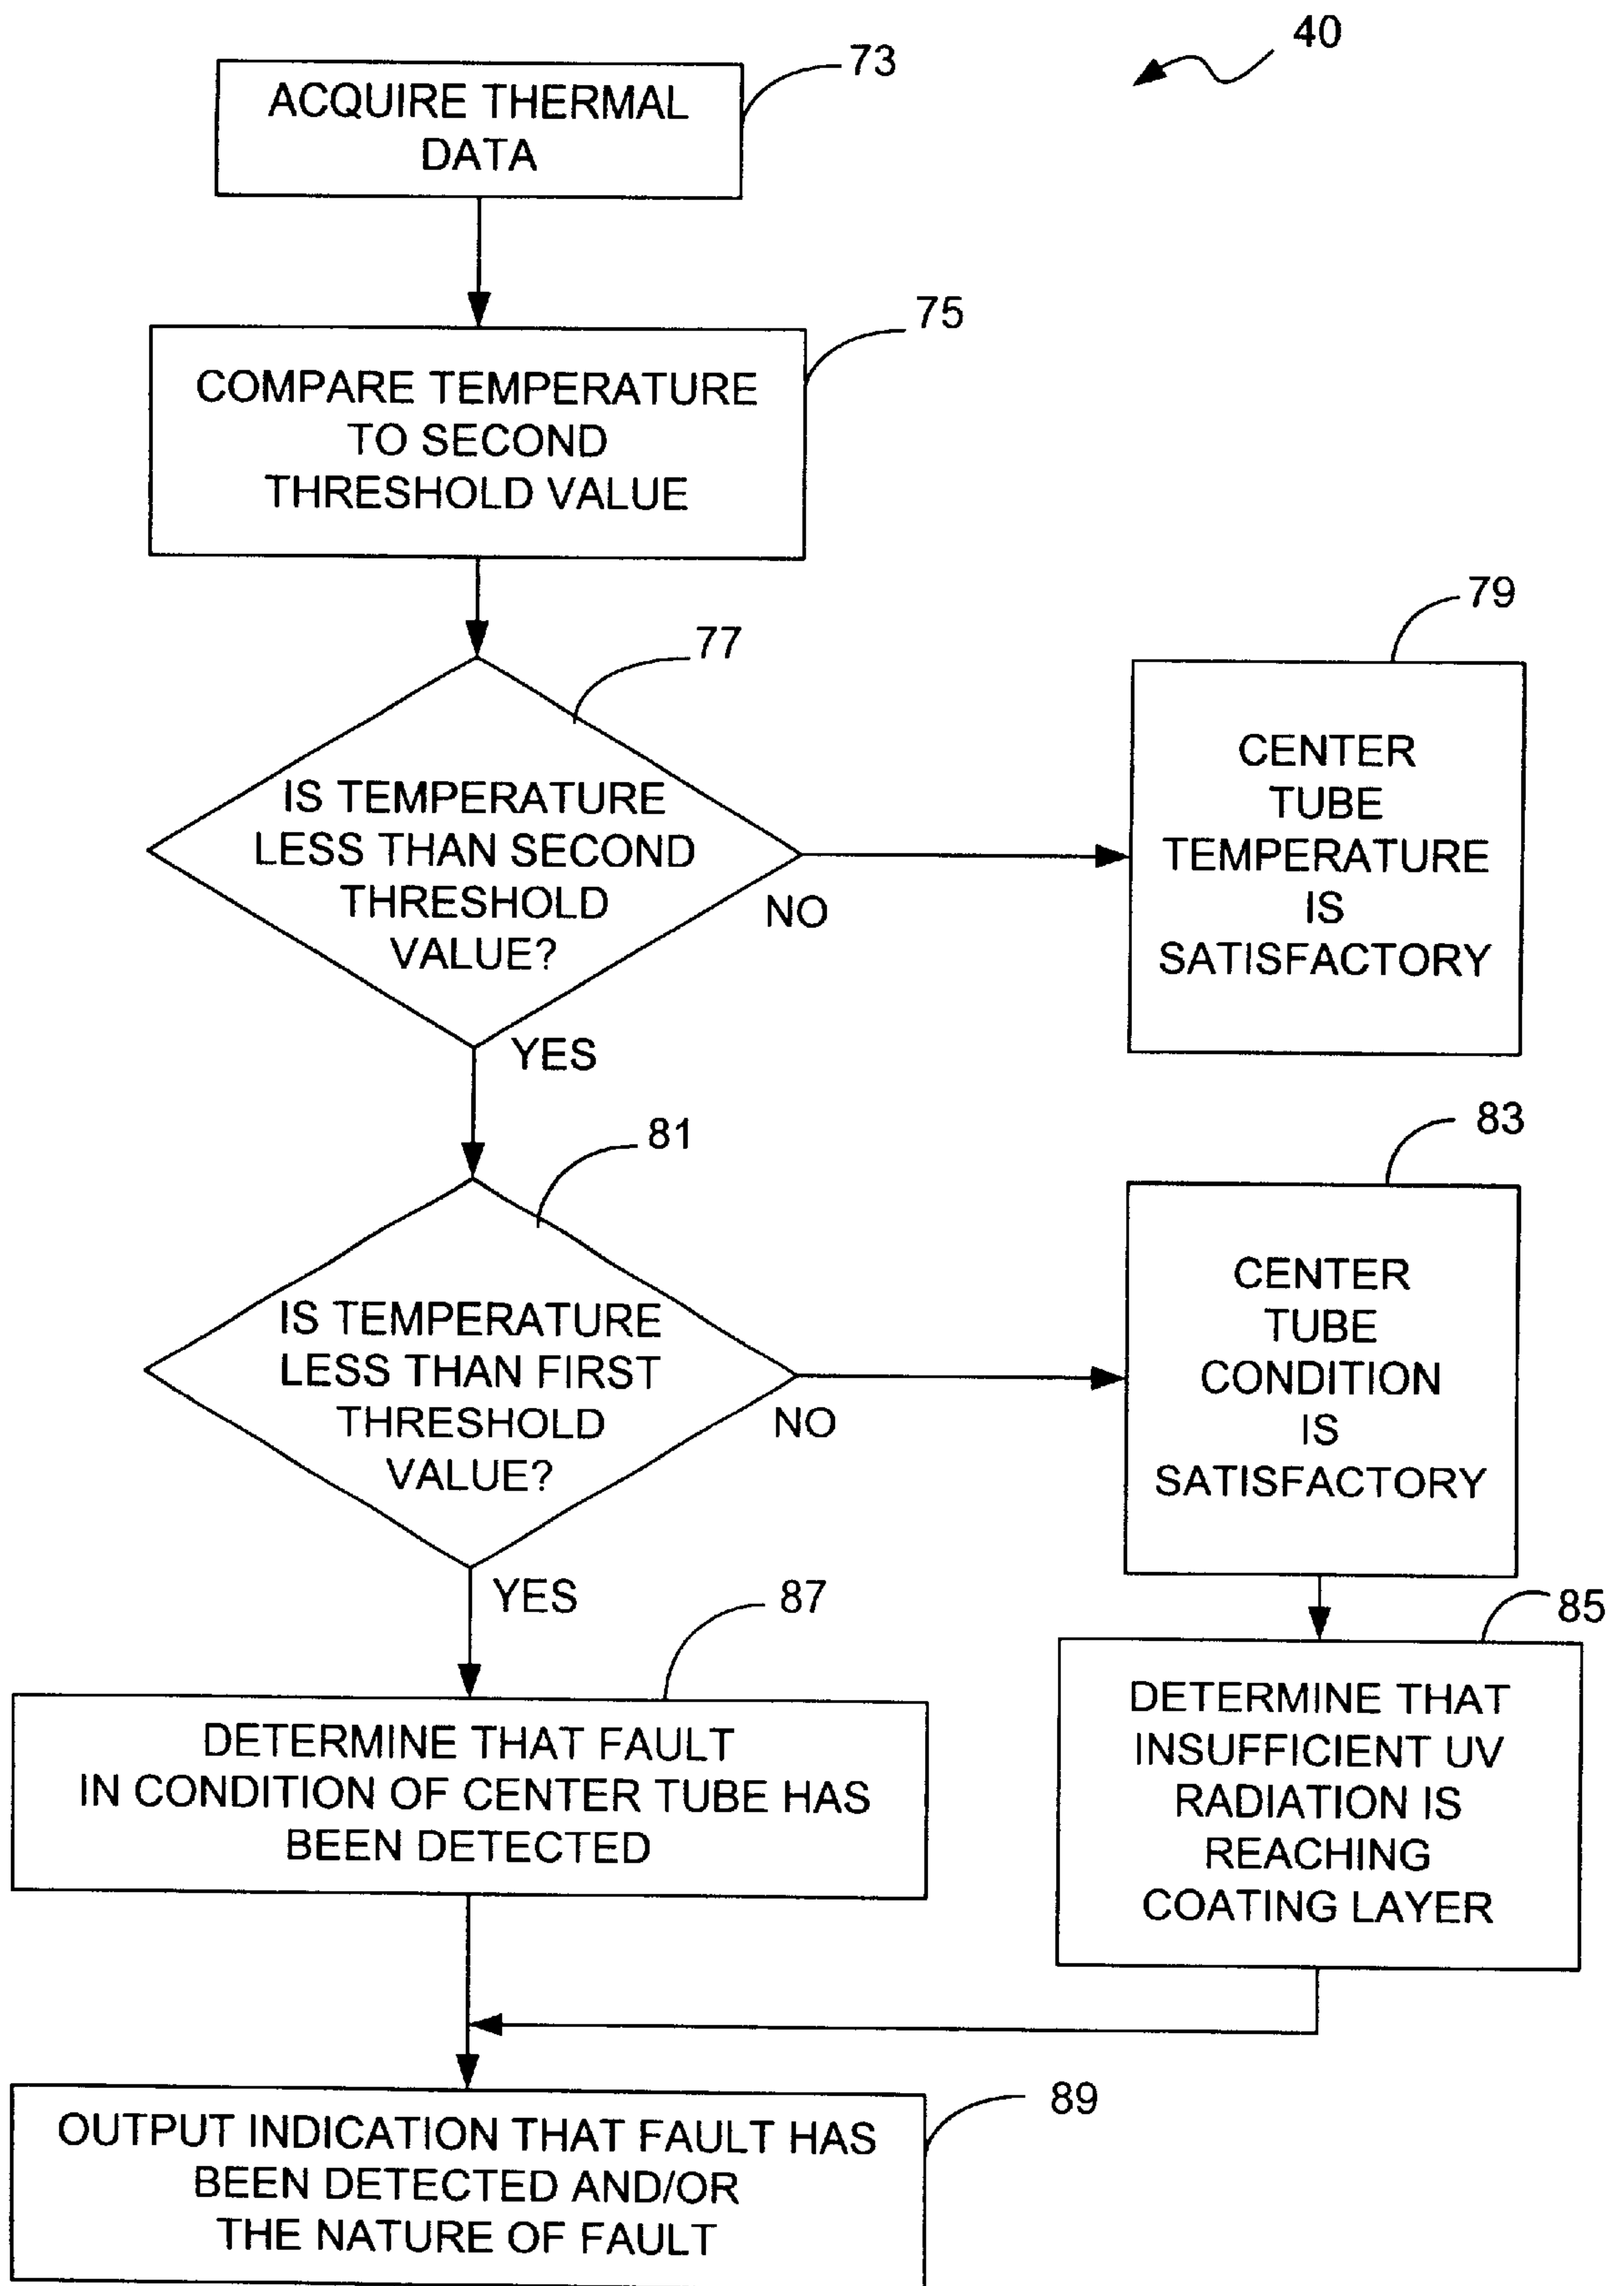 40
73
ACQUIRE THERMAL
DATA
75
COMPARE TEMPERATURE
TO SECOND
THRESHOLD VALUE
77
IS TEMPERATURE
LESS THAN SECOND
THRESHOLD
VALUE?
NO
YES
79
CENTER
TUBE
TEMPERATURE
IS
SATISFACTORY
81
IS TEMPERATURE
LESS THAN FIRST
THRESHOLD
VALUE?
NO
YES
83
CENTER
TUBE
CONDITION
IS
SATISFACTORY
85
DETERMINE THAT
INSUFFICIENT UV
RADIATION IS
REACHING
COATING LAYER
87
DETERMINE THAT FAULT
IN CONDITION OF CENTER TUBE HAS
BEEN DETECTED
89
OUTPUT INDICATION THAT FAULT HAS
BEEN DETECTED AND/OR
THE NATURE OF FAULT